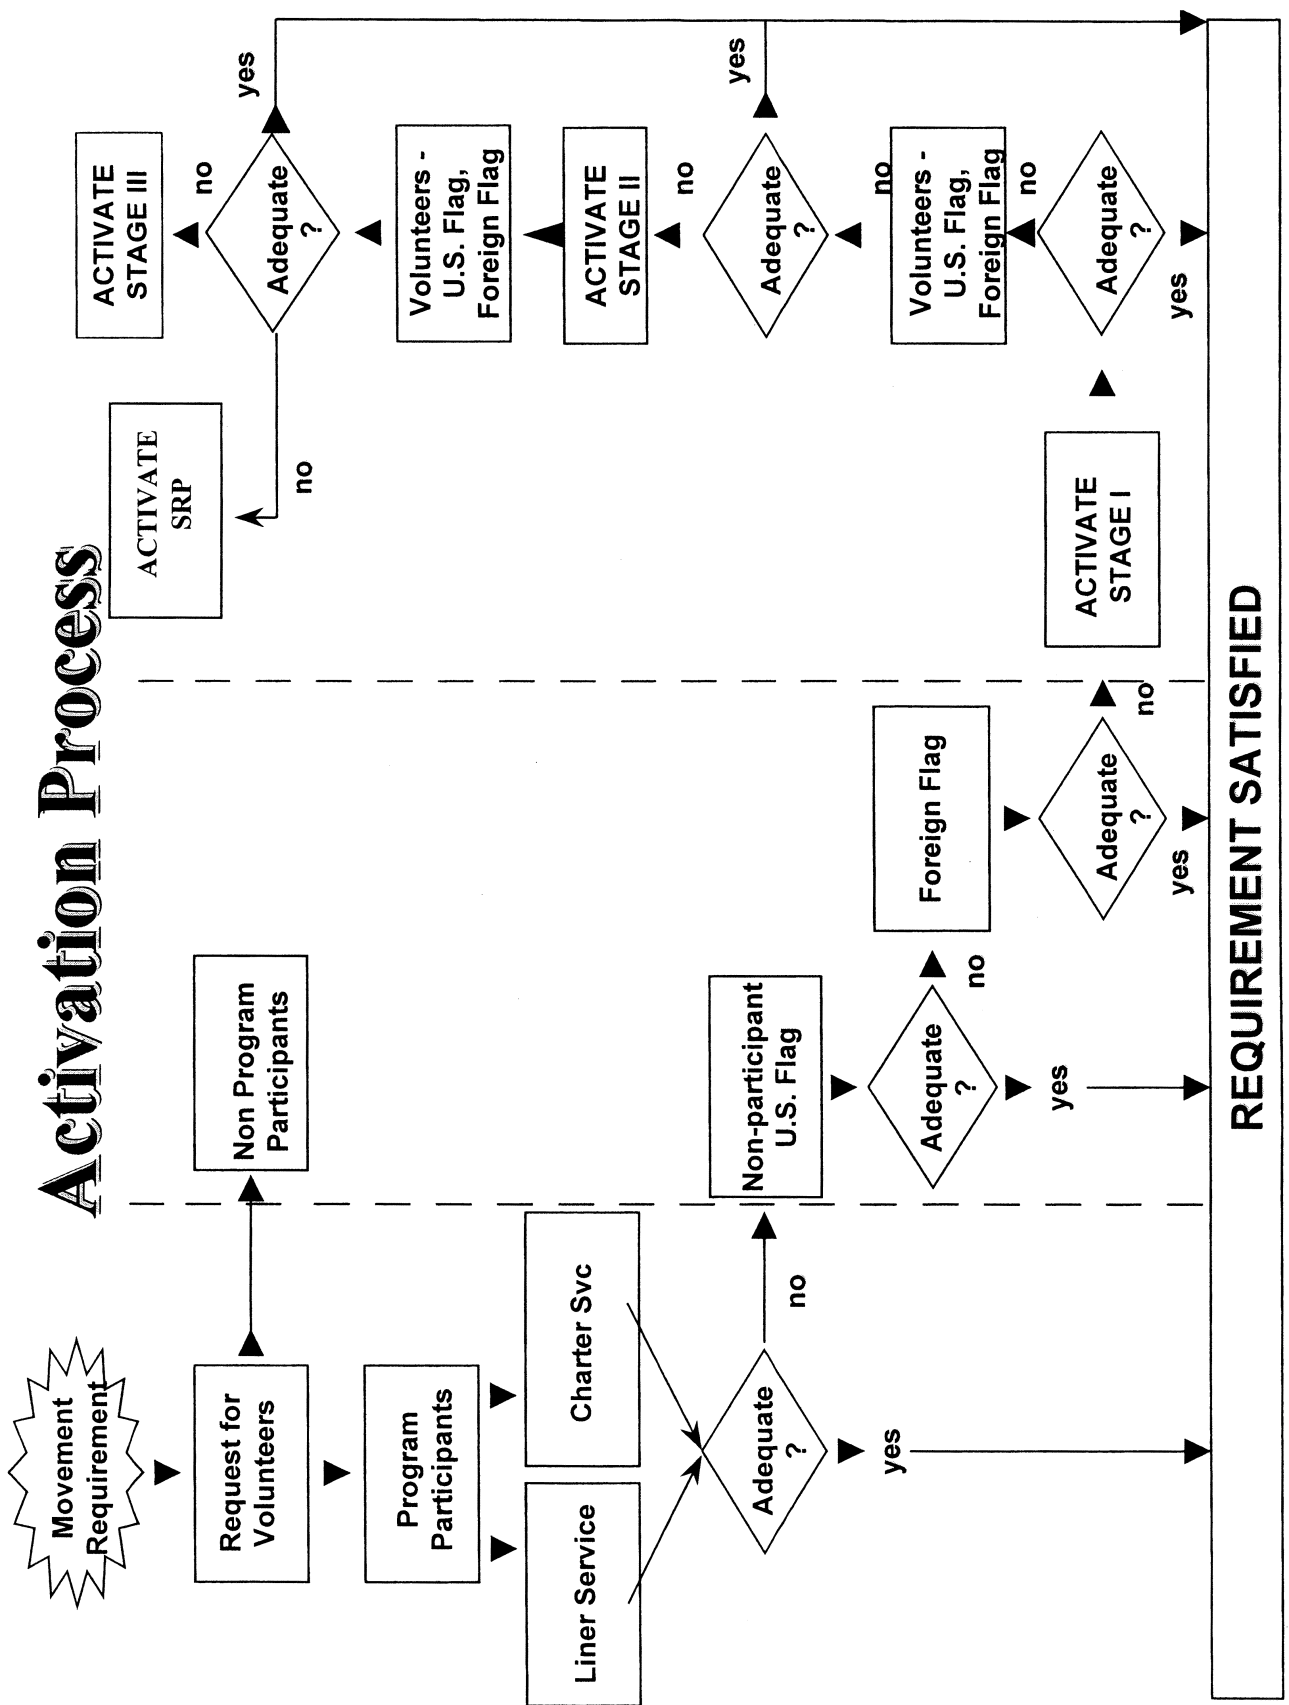 Activation Process
Movement
Requirement
Request for
Volunteers
Non Program
Participants
Program
Participants
Liner Service
Charter Svc
Adequate
?
no
yes
Non-participant
U.S. Flag
Adequate
?
no
yes
Foreign Flag
Adequate
?
no
yes
ACTIVATE
STAGE I
Adequate
?
yes
no
Volunteers -
U.S. Flag,
Foreign Flag
no
Adequate
?
yes
no
ACTIVATE
STAGE II
Volunteers -
U.S. Flag,
Foreign Flag
Adequate
?
yes
no
no
ACTIVATE
STAGE III
ACTIVATE
SRP
REQUIREMENT SATISFIED